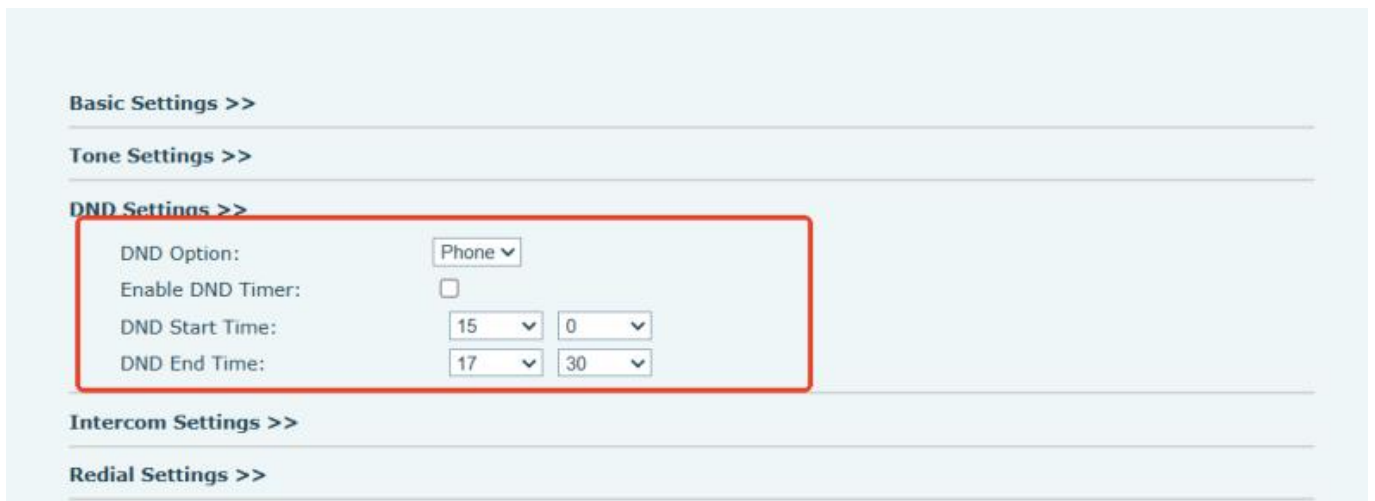 Basic Settings >>
Tone Settings >>
DND Settings >>
DND Option: Phone
Enable DND Timer:
DND Start Time: 15 0
DND End Time: 17 30
Intercom Settings >>
Redial Settings >>